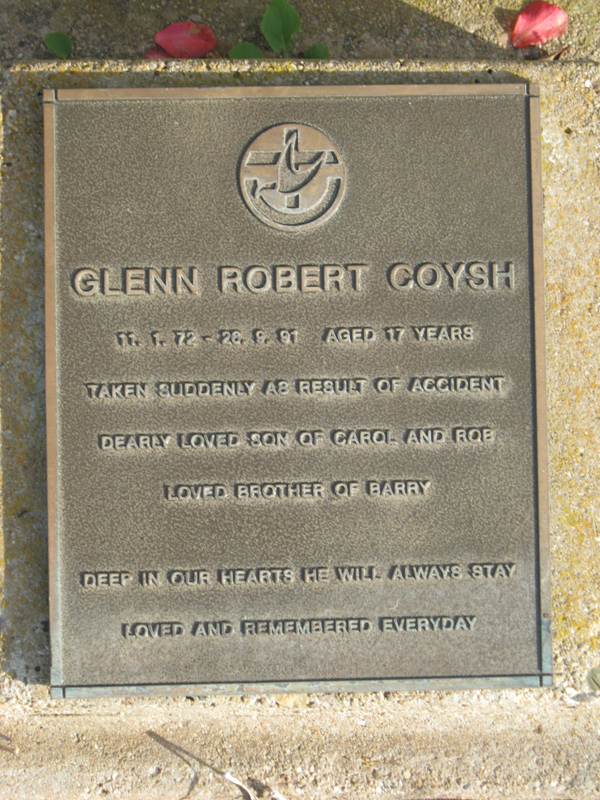 GLENN ROBERT COYSH
11. 1. 72 - 28. 9. 91 AGED 17 YEARS
TAKEN SUDDENLY AS RESULT OF ACCIDENT
DEARLY LOVED SON OF CAROL AND ROB
LOVED BROTHER OF BARRY
DEEP IN OUR HEARTS HE WILL ALWAYS STAY
LOVED AND REMEMBERED EVERYDAY